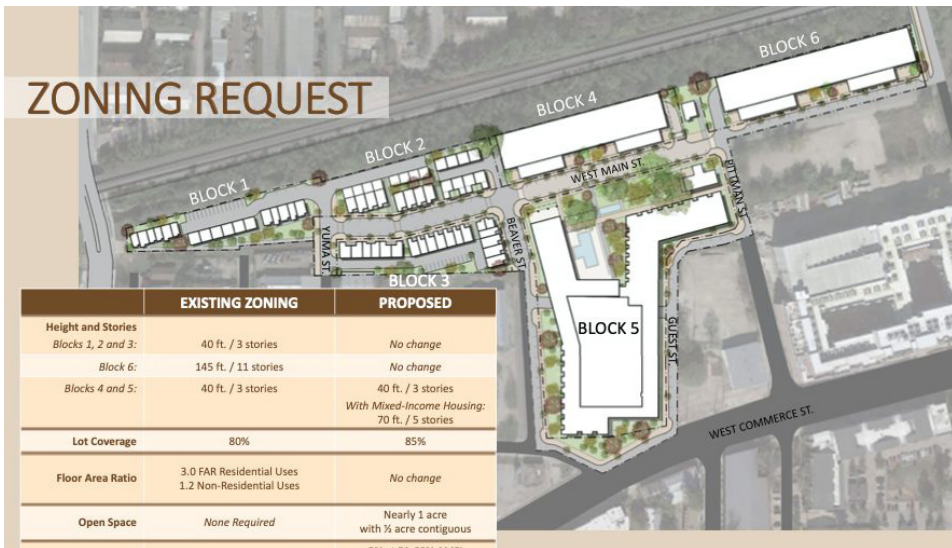 ZONING REQUEST
BLOCK 1
BLOCK 2
BLOCK 4
BLOCK 6
WEST MAIN ST.
PITTMAN ST.
YUMA ST.
BEAVER ST.
BLOCK 3
BLOCK 5
GUEST ST.
WEST COMMERCE ST.
EXISTING ZONING PROPOSED
Height and Stories
Blocks 1, 2 and 3: 40 ft. / 3 stories No change
Block 6: 145 ft. / 11 stories No change
Blocks 4 and 5: 40 ft. / 3 stories 40 ft. / 3 stories
With Mixed-Income Housing:
70 ft. / 5 stories
Lot Coverage 80% 85%
Floor Area Ratio 3.0 FAR Residential Uses No change
1.2 Non-Residential Uses
Open Space None Required Nearly 1 acre
with ½ acre contiguous